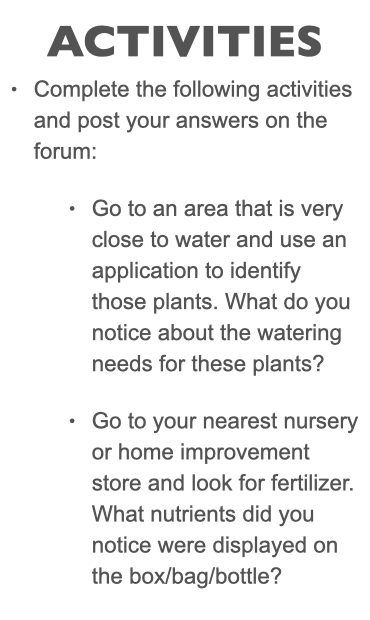 ACTIVITIES
• Complete the following activities
and post your answers on the
forum:
• Go to an area that is very
close to water and use an
application to identify
those plants. What do you
notice about the watering
needs for these plants?
• Go to your nearest nursery
or home improvement
store and look for fertilizer.
What nutrients did you
notice were displayed on
the box/bag/bottle?